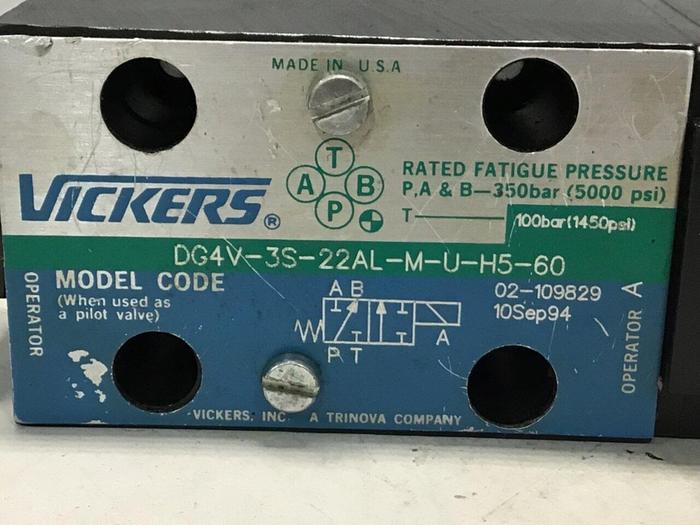 MADE IN U.S.A
VICKERS®
T
A B
P
RATED FATIGUE PRESSURE
P,A & B—350bar (5000 psi)
T— 100bar(1450psi)
DG4V-3S-22AL-M-U-H5-60
MODEL CODE
(When used as
a pilot valve)
OPERATOR
A B
P T
A
02-109829
10Sep94
OPERATOR A
VICKERS, INC. A TRINOVA COMPANY